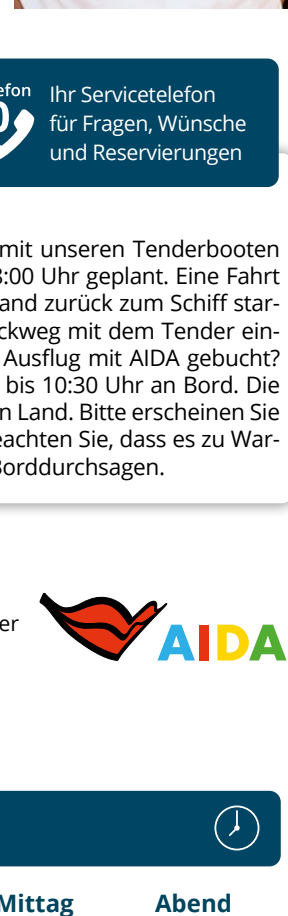 efon
Ihr Servicetelefon
für Fragen, Wünsche
und Reservierungen
mit unseren Tenderbooten
:00 Uhr geplant. Eine Fahrt
and zurück zum Schiff star-
ckweg mit dem Tender ein-
Ausflug mit AIDA gebucht?
bis 10:30 Uhr an Bord. Die
n Land. Bitte erscheinen Sie
eachten Sie, dass es zu War-
Borddurchsagen.
er
AIDA
Mittag Abend